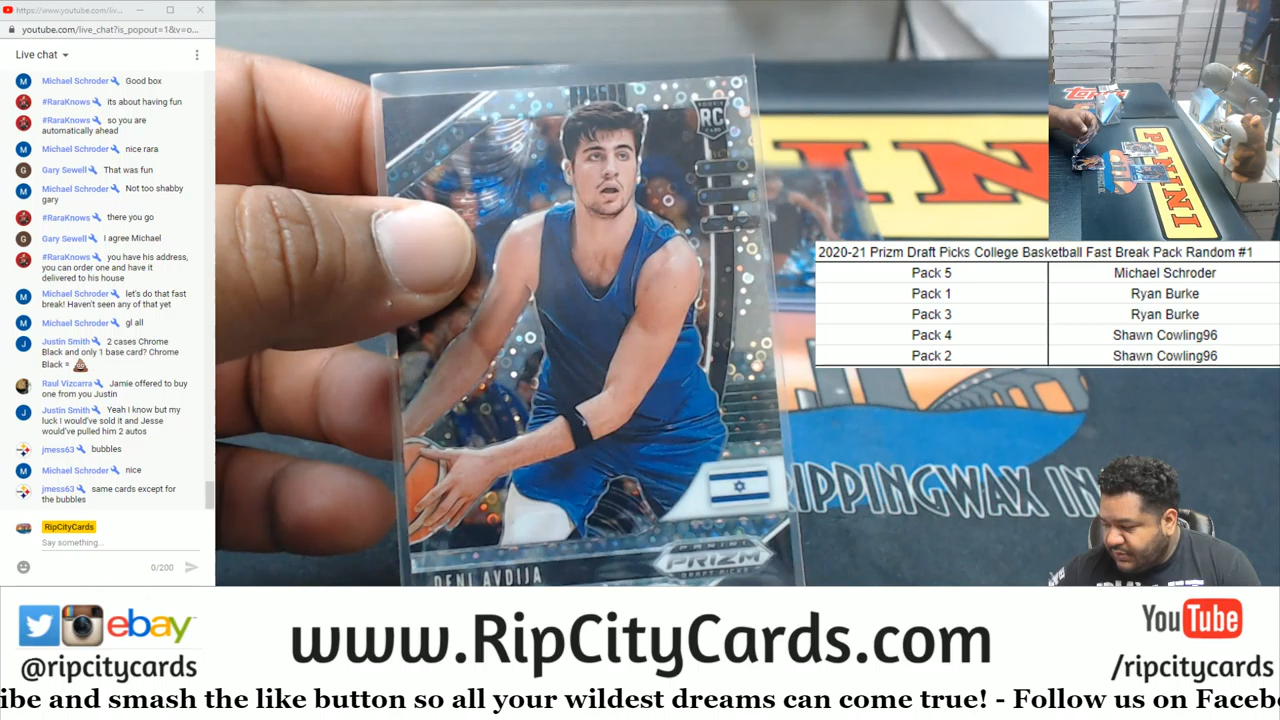 https://www.youtube.com/liv...
youtube.com/live_chat?is_popout=1&v=o...
Live chat
Michael Schroder Good box
#RaraKnows its about having fun
#RaraKnows so you are
automatically ahead
Michael Schroder nice rara
Gary Sewell That was fun
Michael Schroder Not too shabby
gary
#RaraKnows there you go
Gary Sewell I agree Michael
#RaraKnows you have his address,
you can order one and have it
delivered to his house
Michael Schroder let's do that fast
break! Haven't seen any of that yet
Michael Schroder gl all
Justin Smith 2 cases Chrome
Black and only 1 base card? Chrome
Black = 💩
Raul Vizcarra Jamie offered to buy
one from you Justin
Justin Smith Yeah I know but my
luck I would've sold it and Jesse
would've pulled him 2 autos
jmess63 bubbles
Michael Schroder nice
jmess63 same cards except for
the bubbles
RipCityCards
Say something...
0/200
RC
DENI AVDIJA
PANINI
PRIZM
DRAFT PICKS
INI
IPPINGWAX IN
Topps
PANINI
2020-21 Prizm Draft Picks College Basketball Fast Break Pack Random #1
Pack 5 Michael Schroder
Pack 1 Ryan Burke
Pack 3 Ryan Burke
Pack 4 Shawn Cowling96
Pack 2 Shawn Cowling96
ebay
@ripcitycards
www.RipCityCards.com
YouTube
/ripcitycards
ibe and smash the like button so all your wildest dreams can come true! - Follow us on Facebo